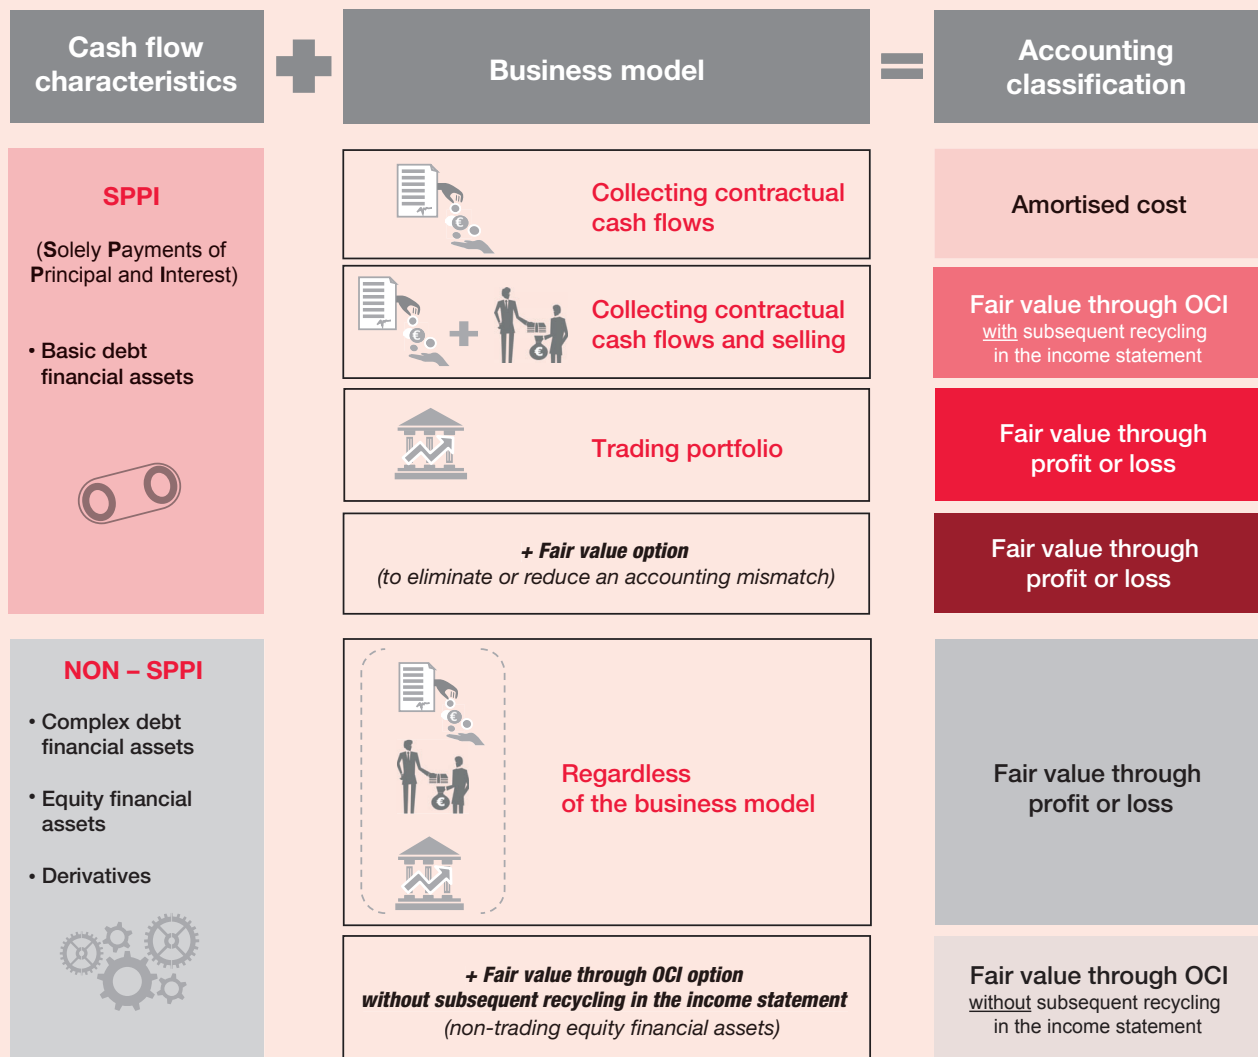 Cash flow
characteristics
Business model
Accounting
classification
SPPI
(Solely Payments of
Principal and Interest)
• Basic debt
financial assets
Collecting contractual
cash flows
Amortised cost
Collecting contractual
cash flows and selling
Fair value through OCI
with subsequent recycling
in the income statement
Trading portfolio
Fair value through
profit or loss
+ Fair value option
(to eliminate or reduce an accounting mismatch)
Fair value through
profit or loss
NON – SPPI
• Complex debt
financial assets
• Equity financial
assets
• Derivatives
Regardless
of the business model
Fair value through
profit or loss
+ Fair value through OCI option
without subsequent recycling in the income statement
(non-trading equity financial assets)
Fair value through OCI
without subsequent recycling
in the income statement